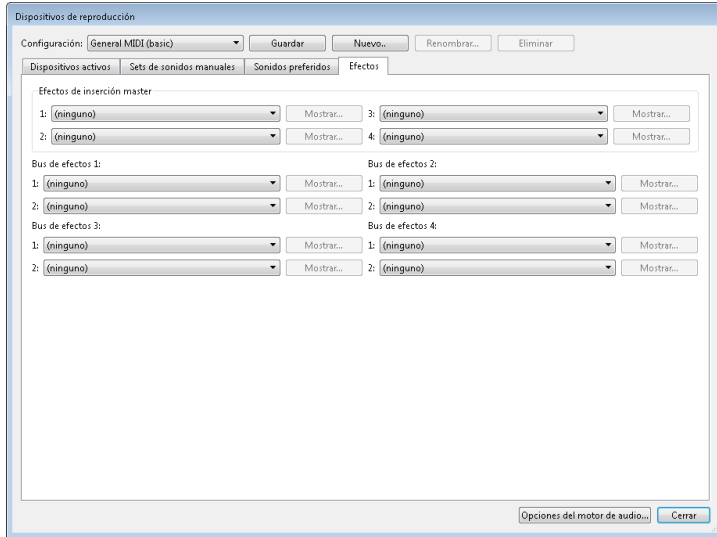 Dispositivos de reproducción
Configuración: General MIDI (basic) Guardar Nuevo.. Renombrar... Eliminar
Dispositivos activos Sets de sonidos manuales Sonidos preferidos Efectos
Efectos de inserción master
1: (ninguno) Mostrar... 3: (ninguno) Mostrar...
2: (ninguno) Mostrar... 4: (ninguno) Mostrar...
Bus de efectos 1: Bus de efectos 2:
1: (ninguno) Mostrar... 1: (ninguno) Mostrar...
2: (ninguno) Mostrar... 2: (ninguno) Mostrar...
Bus de efectos 3: Bus de efectos 4:
1: (ninguno) Mostrar... 1: (ninguno) Mostrar...
2: (ninguno) Mostrar... 2: (ninguno) Mostrar...
Opciones del motor de audio... Cerrar